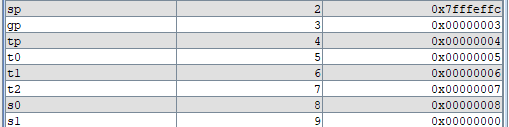 sp 2 0x7fffeffc
gp 3 0x00000003
tp 4 0x00000004
t0 5 0x00000005
t1 6 0x00000006
t2 7 0x00000007
s0 8 0x00000008
s1 9 0x00000000